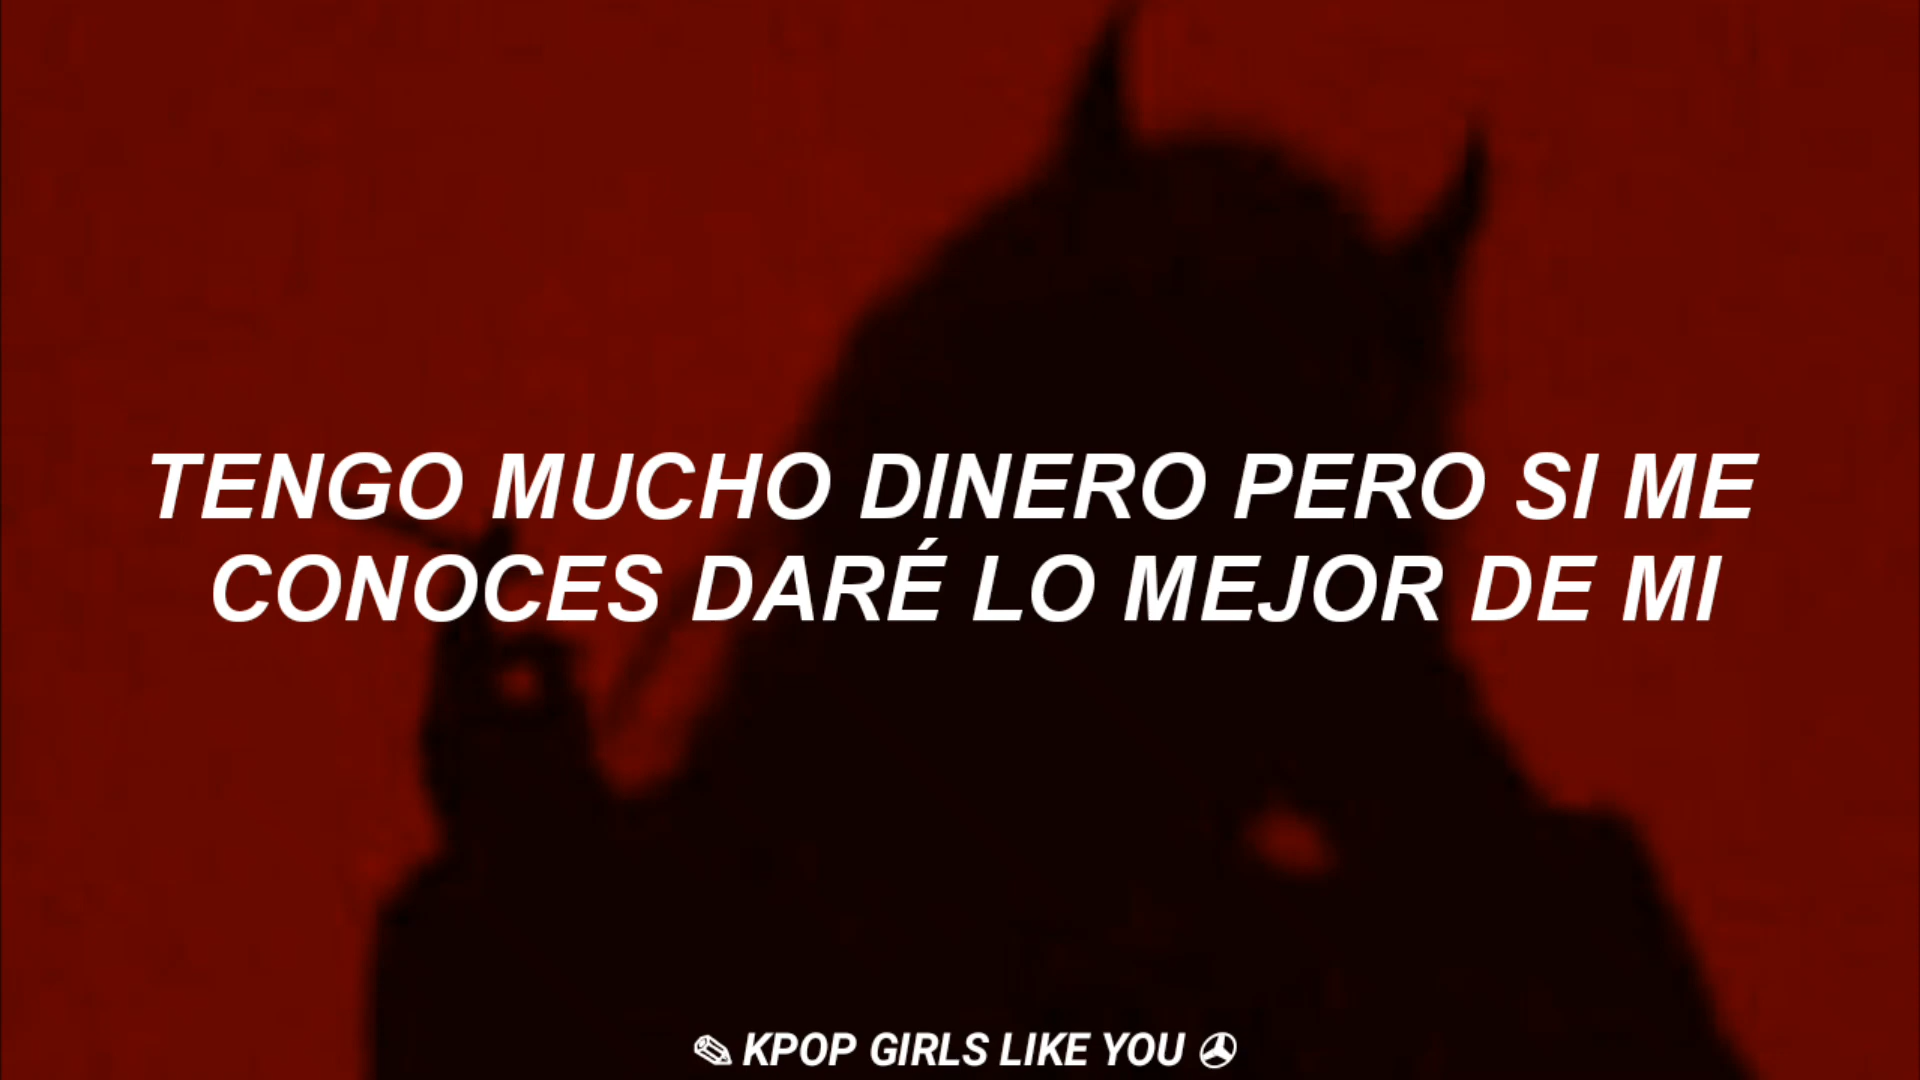 TENGO MUCHO DINERO PERO SI ME
CONOCES DARÉ LO MEJOR DE MI
✎ KPOP GIRLS LIKE YOU ✇